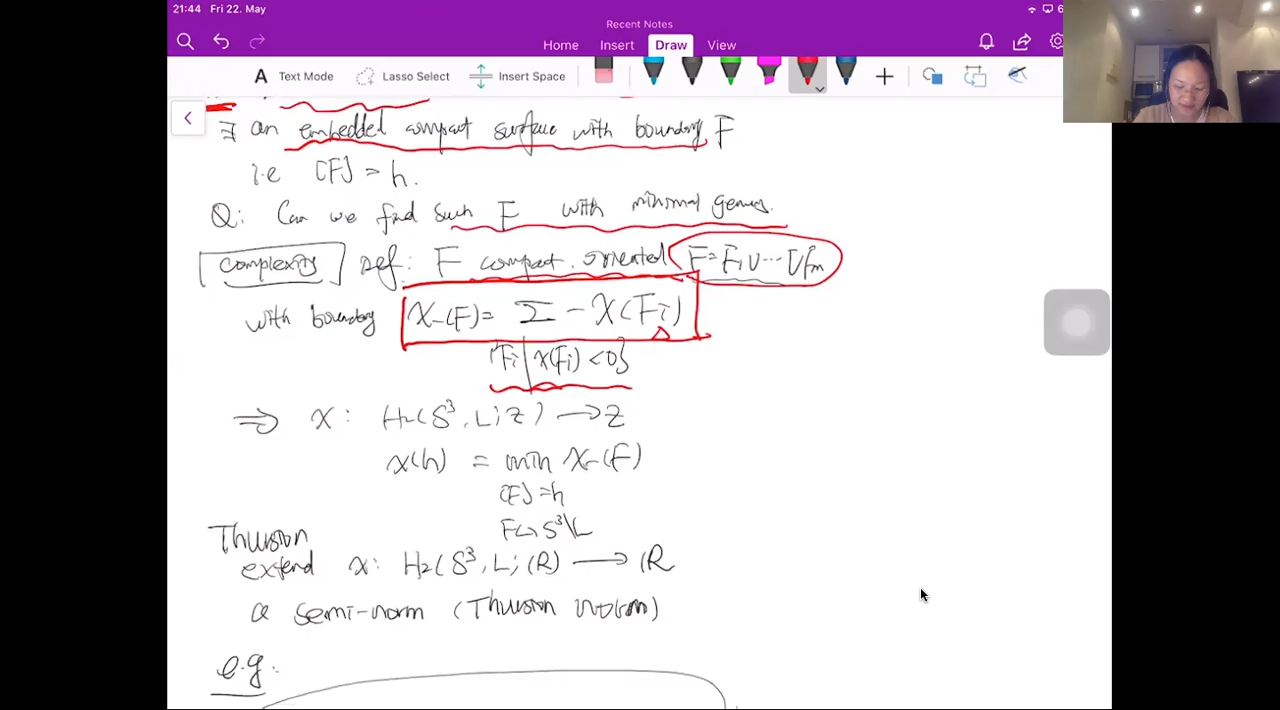 21:44 Fri 22. May
Recent Notes
Home Insert Draw View
A Text Mode Lasso Select Insert Space
∃ an embedded compact surface with boundary F
i.e [F] = h.
Q: Can we find such F with minimal genus.
Complexity Def: F compact. oriented F = F1 ∪ ... ∪ Fm
with boundary χ_(F) = Σ - χ(Fi)
{Fi | χ(Fi) < 0}
⇒ x: H2(S³, L; Z) → Z
x(h) = min χ_(F)
[F] = h
F↪S³\L
Thurston
extend x: H2(S³, L; R) → R
a semi-norm (Thurston norm)
e.g.